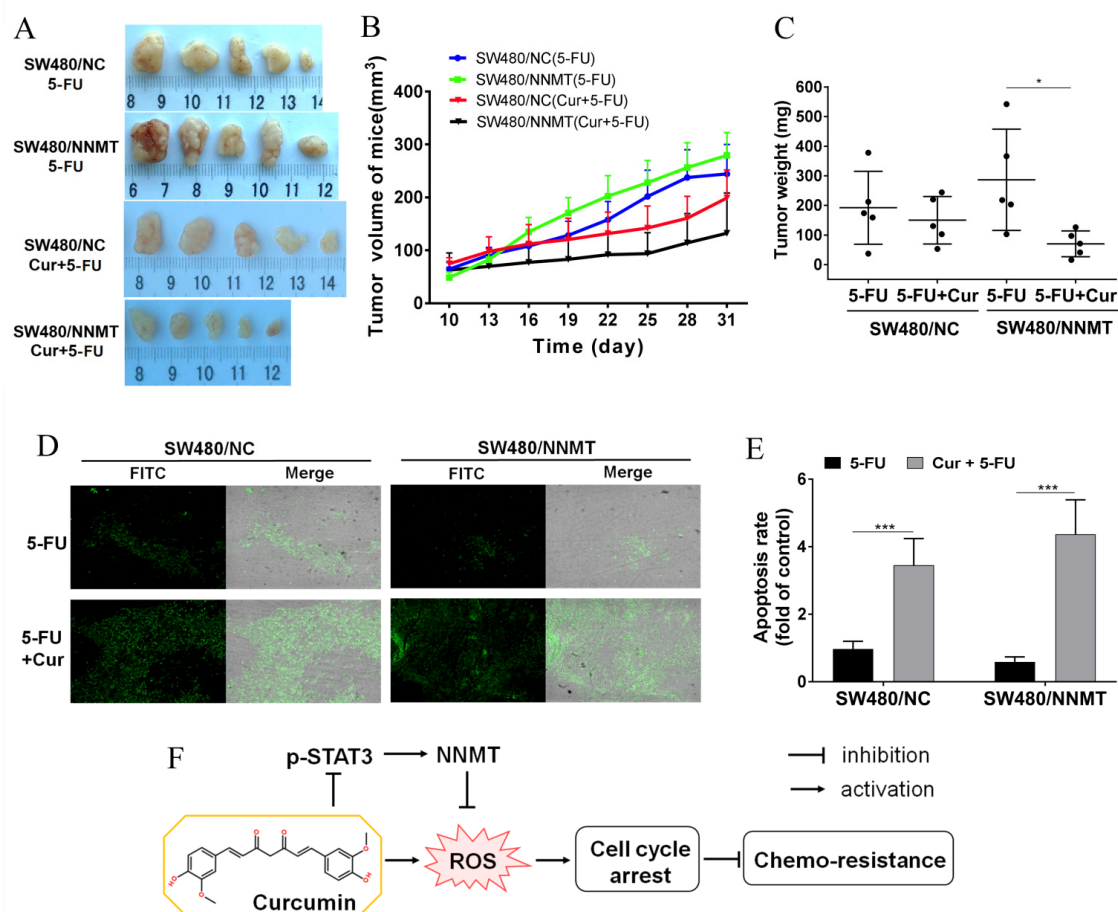 A
SW480/NC
5-FU
8 9 10 11 12 13 14
SW480/NNMT
5-FU
6 7 8 9 10 11 12
SW480/NC
Cur+5-FU
8 9 10 11 12 13 14
SW480/NNMT
Cur+5-FU
8 9 10 11 12
B
SW480/NC(5-FU)
SW480/NNMT(5-FU)
SW480/NC(Cur+5-FU)
SW480/NNMT(Cur+5-FU)
Tumor volume of mice(mm³)
400
300
200
100
0
10 13 16 19 22 25 28 31
Time (day)
C
*
Tumor weight (mg)
600
500
400
300
200
100
0
5-FU 5-FU+Cur 5-FU 5-FU+Cur
SW480/NC SW480/NNMT
D
SW480/NC SW480/NNMT
FITC Merge FITC Merge
5-FU
5-FU
+Cur
E
5-FU Cur + 5-FU
Apoptosis rate
(fold of control)
6
4
2
0
*** ***
SW480/NC SW480/NNMT
F
p-STAT3 NNMT
inhibition
activation
O O
HO O O OH
Curcumin
ROS
Cell cycle
arrest
Chemo-resistance